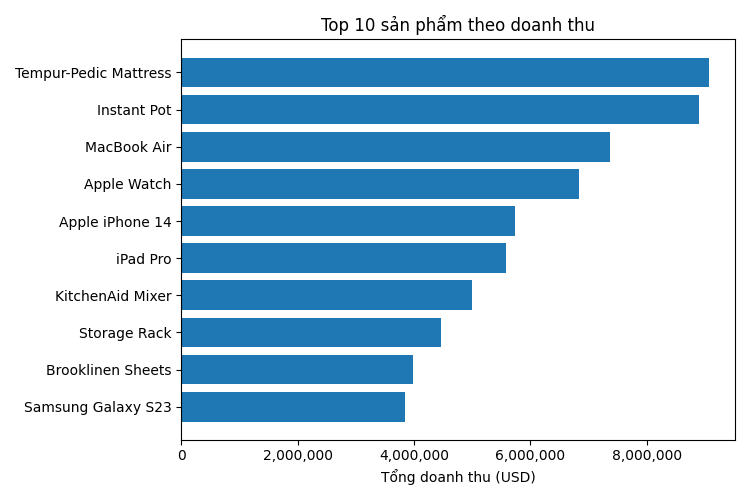 Top 10 sản phẩm theo doanh thu
Tempur-Pedic Mattress
Instant Pot
MacBook Air
Apple Watch
Apple iPhone 14
iPad Pro
KitchenAid Mixer
Storage Rack
Brooklinen Sheets
Samsung Galaxy S23
0 2,000,000 4,000,000 6,000,000 8,000,000
Tổng doanh thu (USD)